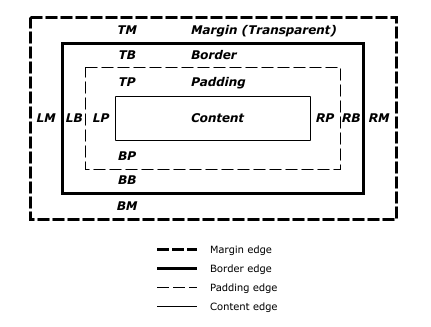 TM Margin (Transparent)
TB Border
TP Padding
LM LB LP Content RP RB RM
BP
BB
BM
Margin edge
Border edge
Padding edge
Content edge